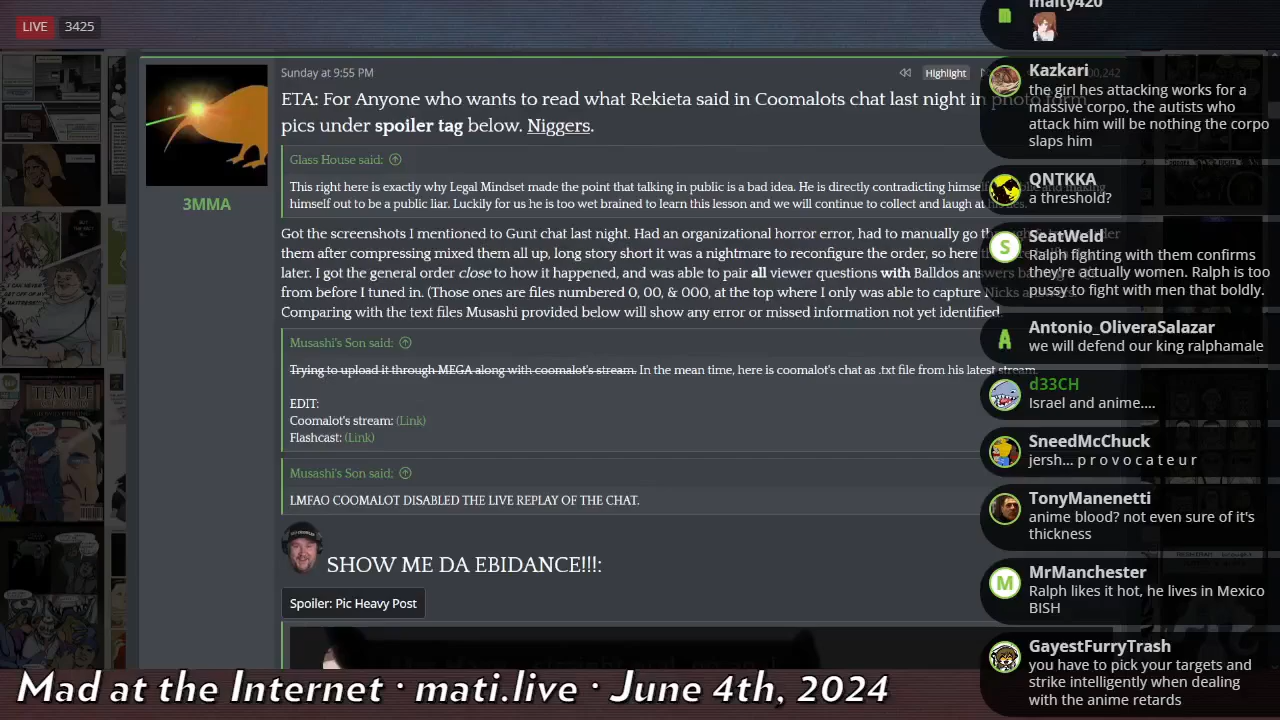 LIVE 3425
Sunday at 9:55 PM
Highlight
ETA: For Anyone who wants to read what Rekieta said in Coomalots chat last night in photo form
pics under spoiler tag below. Niggers.
3MMA
Glass House said:
This right here is exactly why Legal Mindset made the point that talking in public is a bad idea. He is directly contradicting himself
himself out to be a public liar. Luckily for us he is too wet brained to learn this lesson and we will continue to collect and laugh at his lies.
Got the screenshots I mentioned to Gunt chat last night. Had an organizational horror error, had to manually go
them after compressing mixed them all up, long story short it was a nightmare to reconfigure the order, so here
later. I got the general order close to how it happened, and was able to pair all viewer questions with Balldos answers
from before I tuned in. (Those ones are files numbered 0, 00, & 000, at the top where I only was able to capture Nicks answers.
Comparing with the text files Musashi provided below will show any error or missed information not yet identified.
Musashi's Son said:
Trying to upload it through MEGA along with coomalot's stream. In the mean time, here is coomalot's chat as .txt file from his latest stream.
EDIT:
Coomalot's stream: (Link)
Flashcast: (Link)
Musashi's Son said:
LMFAO COOMALOT DISABLED THE LIVE REPLAY OF THE CHAT.
SHOW ME DA EBIDANCE!!!:
Spoiler: Pic Heavy Post
malty420
Kazkari
the girl hes attacking works for a
massive corpo, the autists who
attack him will be nothing the corpo
slaps him
QNTKKA
a threshold?
SeatWeld
Ralph fighting with them confirms
they're actually women. Ralph is too
pussy to fight with men that boldly.
Antonio_OliveraSalazar
we will defend our king ralphamale
d33CH
Israel and anime....
SneedMcChuck
jersh... p r o v o c a t e u r
TonyManenetti
anime blood? not even sure of it's
thickness
MrManchester
Ralph likes it hot, he lives in Mexico
BISH
GayestFurryTrash
you have to pick your targets and
strike intelligently when dealing
with the anime retards
Mad at the Internet · mati.live · June 4th, 2024